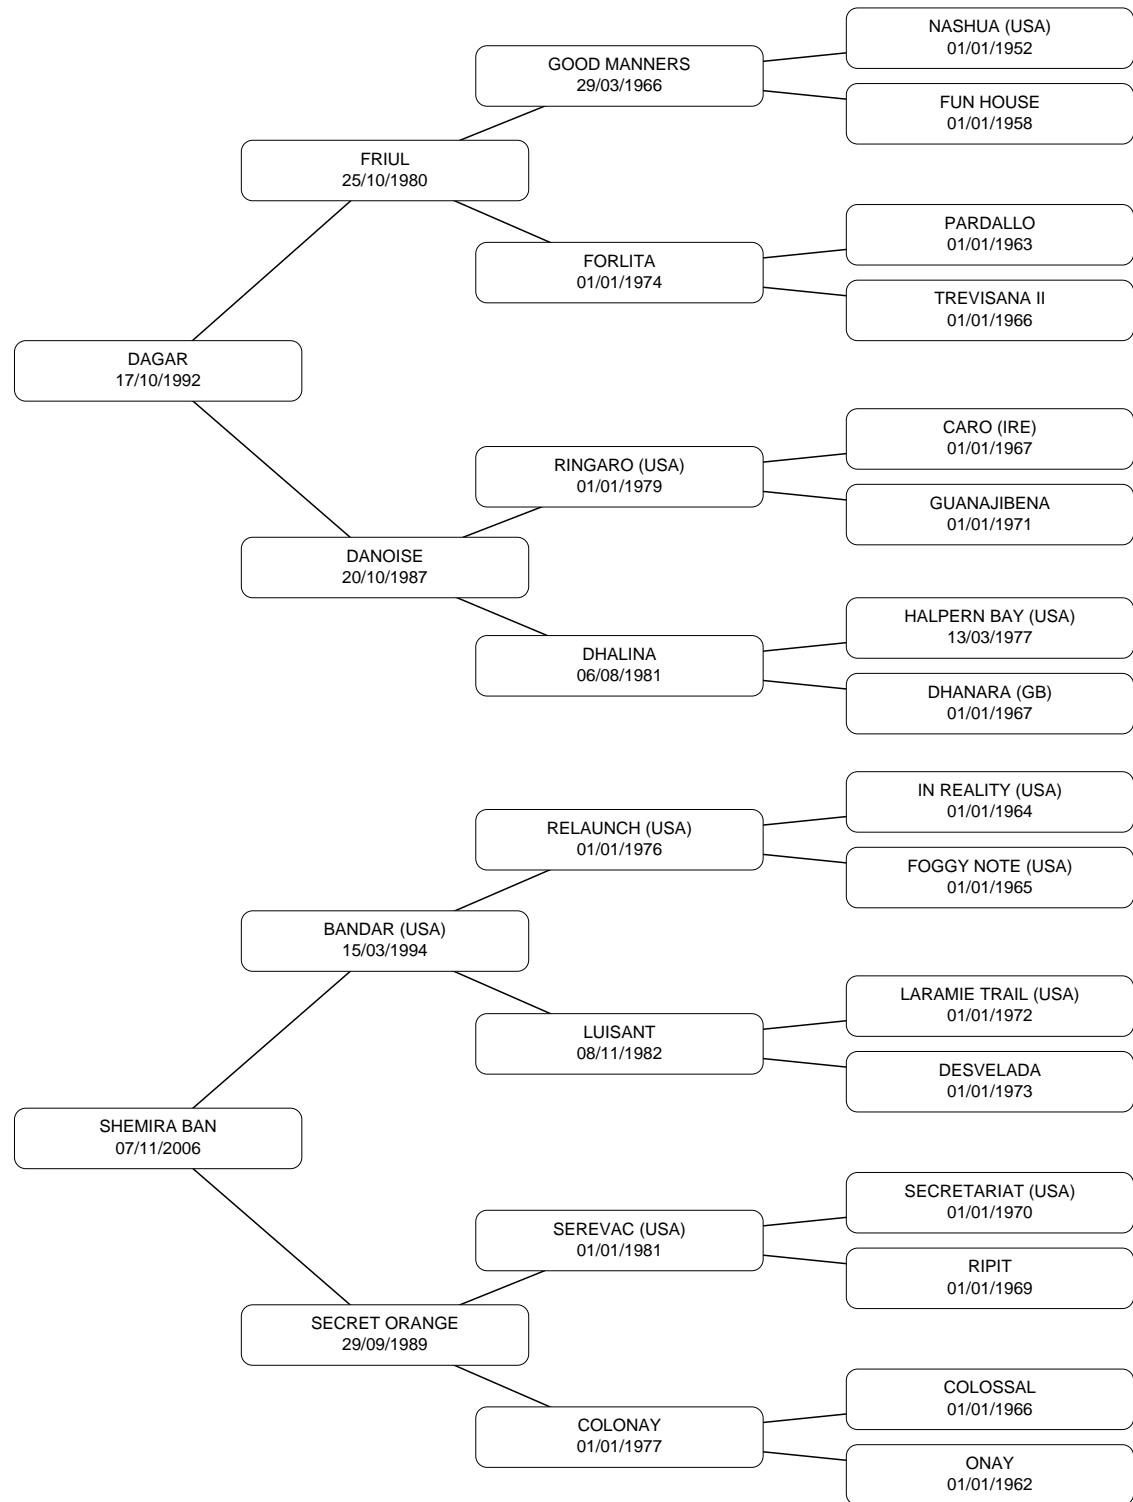 NASHUA (USA)
01/01/1952
GOOD MANNERS
29/03/1966
FUN HOUSE
01/01/1958
FRIUL
25/10/1980
PARDALLO
01/01/1963
FORLITA
01/01/1974
TREVISANA II
01/01/1966
DAGAR
17/10/1992
CARO (IRE)
01/01/1967
RINGARO (USA)
01/01/1979
GUANAJIBENA
01/01/1971
DANOISE
20/10/1987
HALPERN BAY (USA)
13/03/1977
DHALINA
06/08/1981
DHANARA (GB)
01/01/1967
IN REALITY (USA)
01/01/1964
RELAUNCH (USA)
01/01/1976
FOGGY NOTE (USA)
01/01/1965
BANDAR (USA)
15/03/1994
LARAMIE TRAIL (USA)
01/01/1972
LUISANT
08/11/1982
DESVELADA
01/01/1973
SHEMIRA BAN
07/11/2006
SECRETARIAT (USA)
01/01/1970
SEREVAC (USA)
01/01/1981
RIPIT
01/01/1969
SECRET ORANGE
29/09/1989
COLOSSAL
01/01/1966
COLONAY
01/01/1977
ONAY
01/01/1962